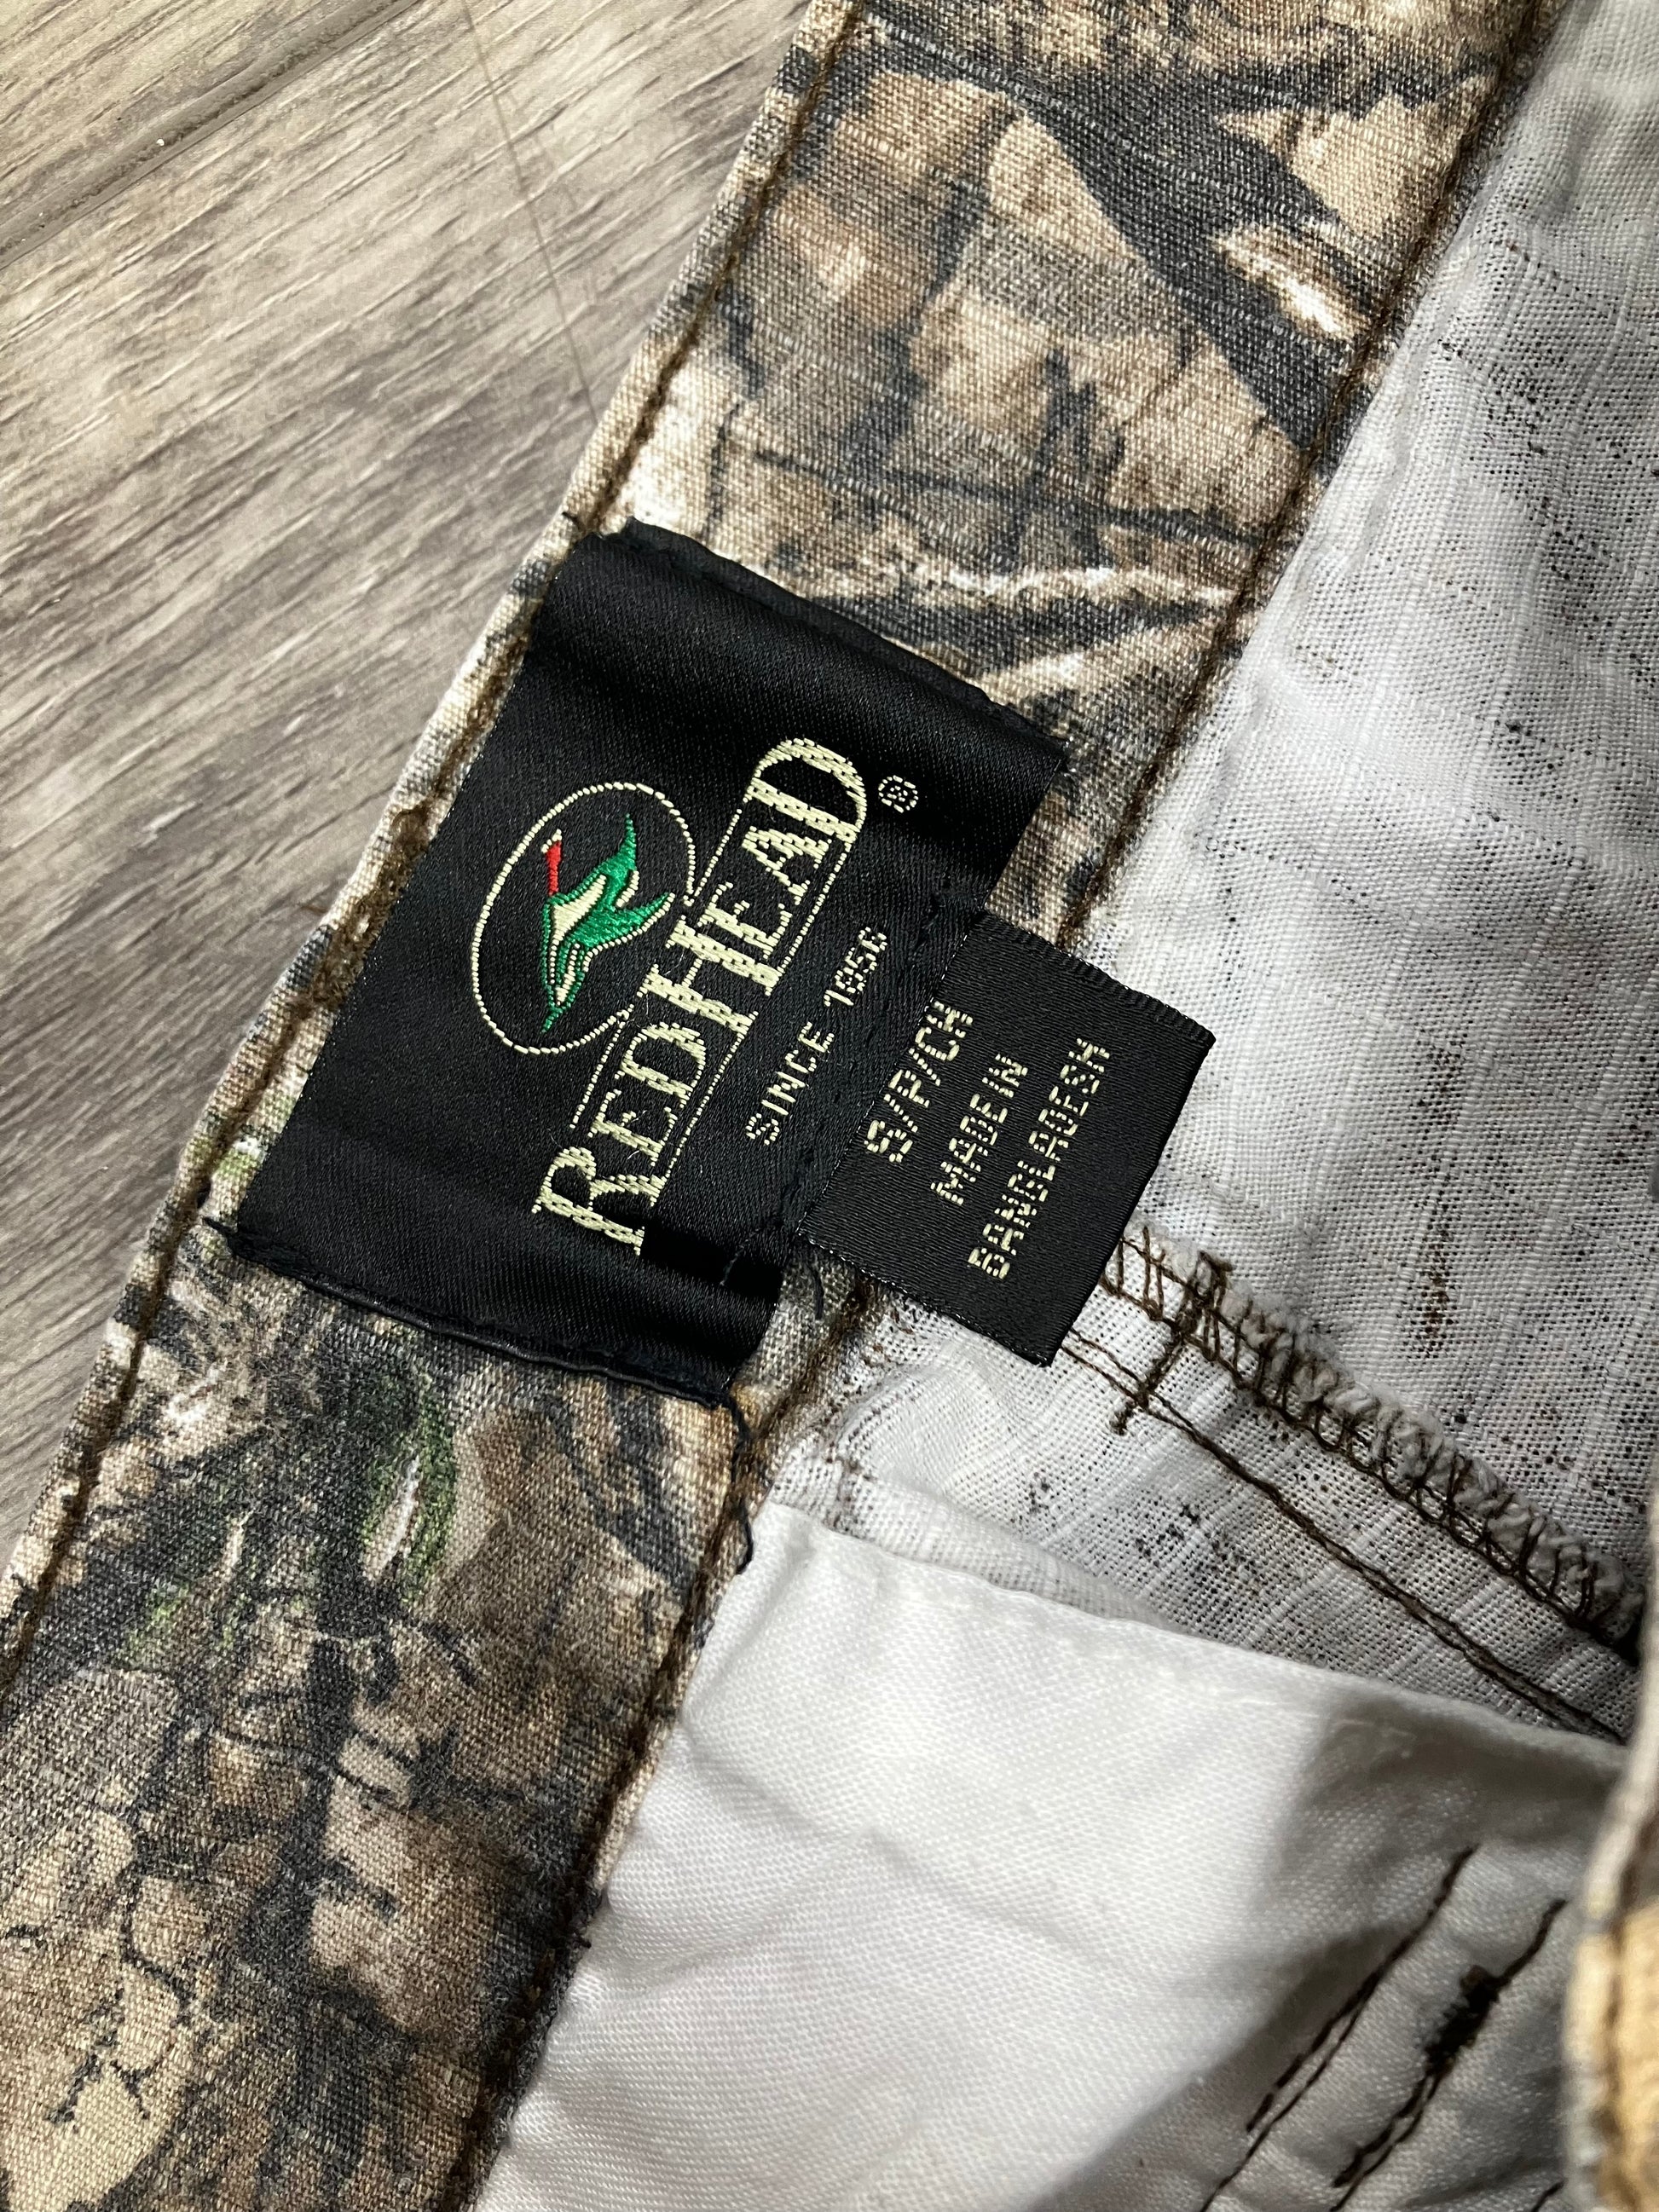 REDHEAD®
SINCE 1856
S/P/CH
MADE IN
BANGLADESH